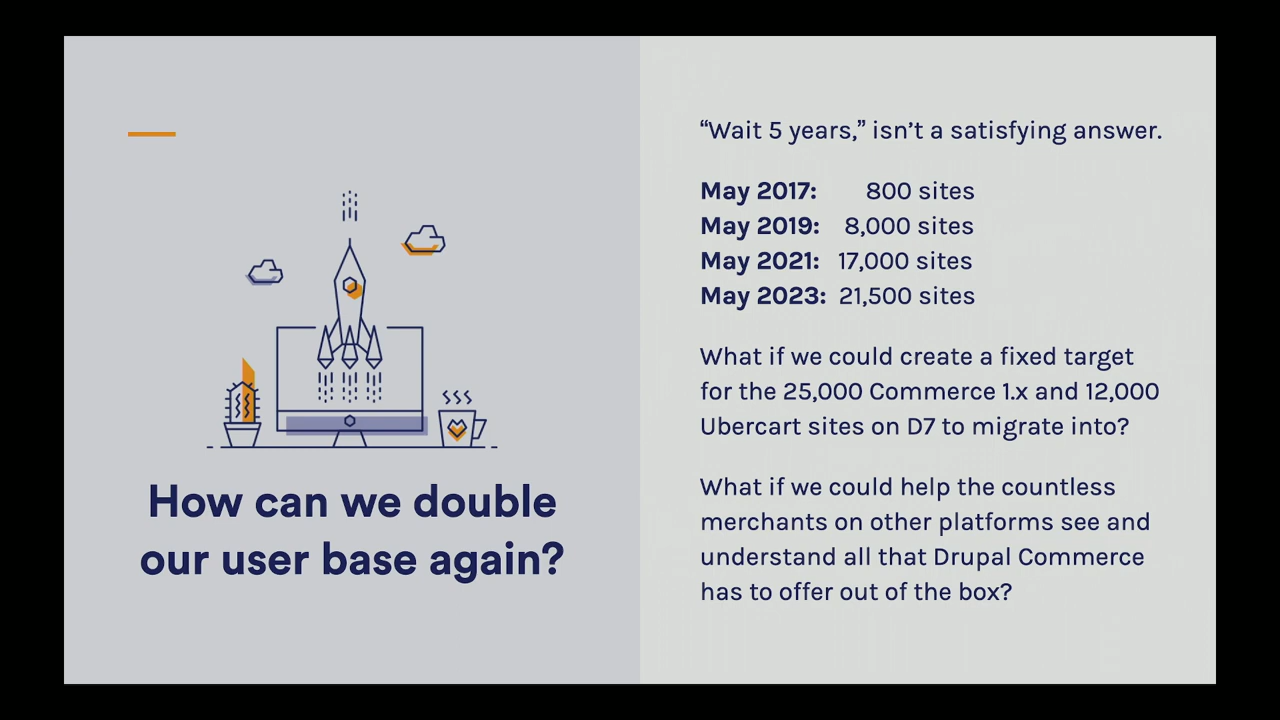 How can we double
our user base again?
“Wait 5 years,” isn’t a satisfying answer.
May 2017: 800 sites
May 2019: 8,000 sites
May 2021: 17,000 sites
May 2023: 21,500 sites
What if we could create a fixed target
for the 25,000 Commerce 1.x and 12,000
Ubercart sites on D7 to migrate into?
What if we could help the countless
merchants on other platforms see and
understand all that Drupal Commerce
has to offer out of the box?